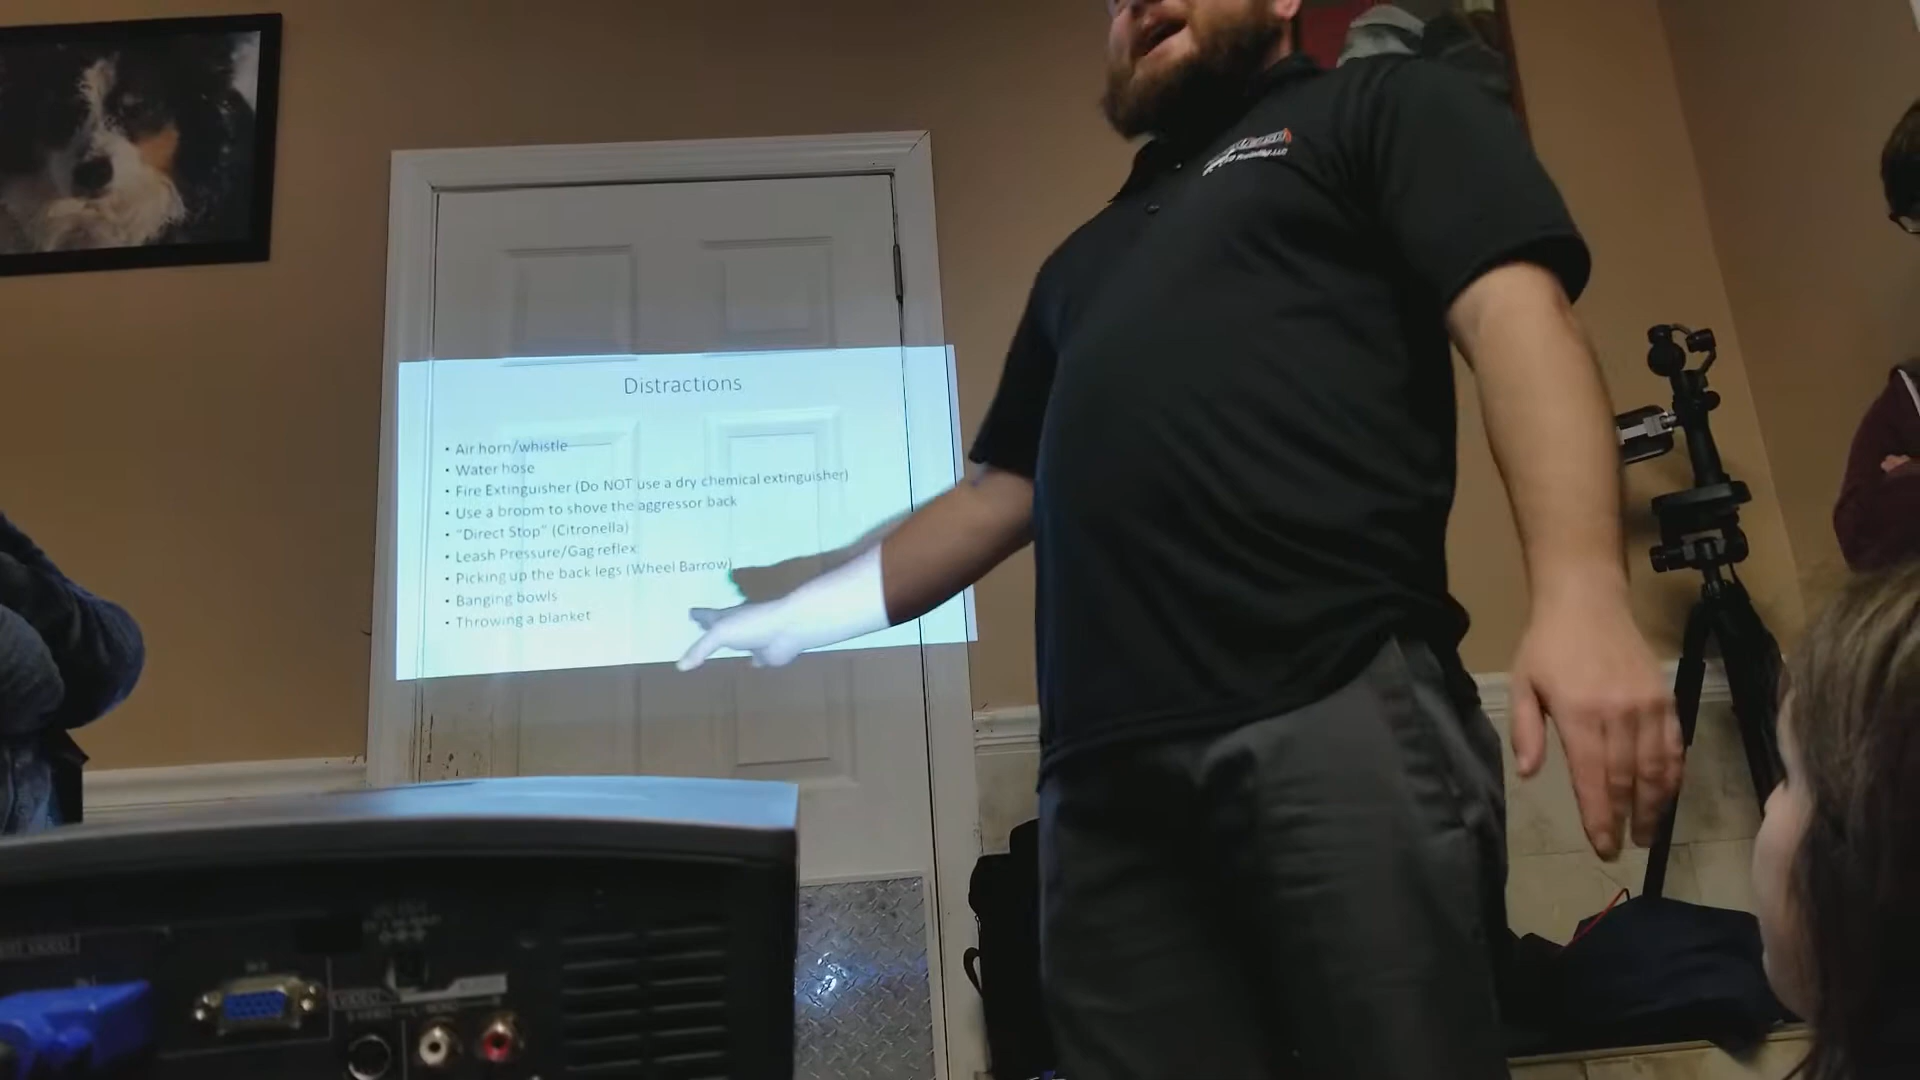 Distractions
• Air horn/whistle
• Water hose
• Fire Extinguisher (Do NOT use a dry chemical extinguisher)
• Use a broom to shove the aggressor back
• "Direct Stop" (Citronella)
• Leash Pressure/Gag reflex
• Picking up the back legs (Wheel Barrow)
• Banging bowls
• Throwing a blanket